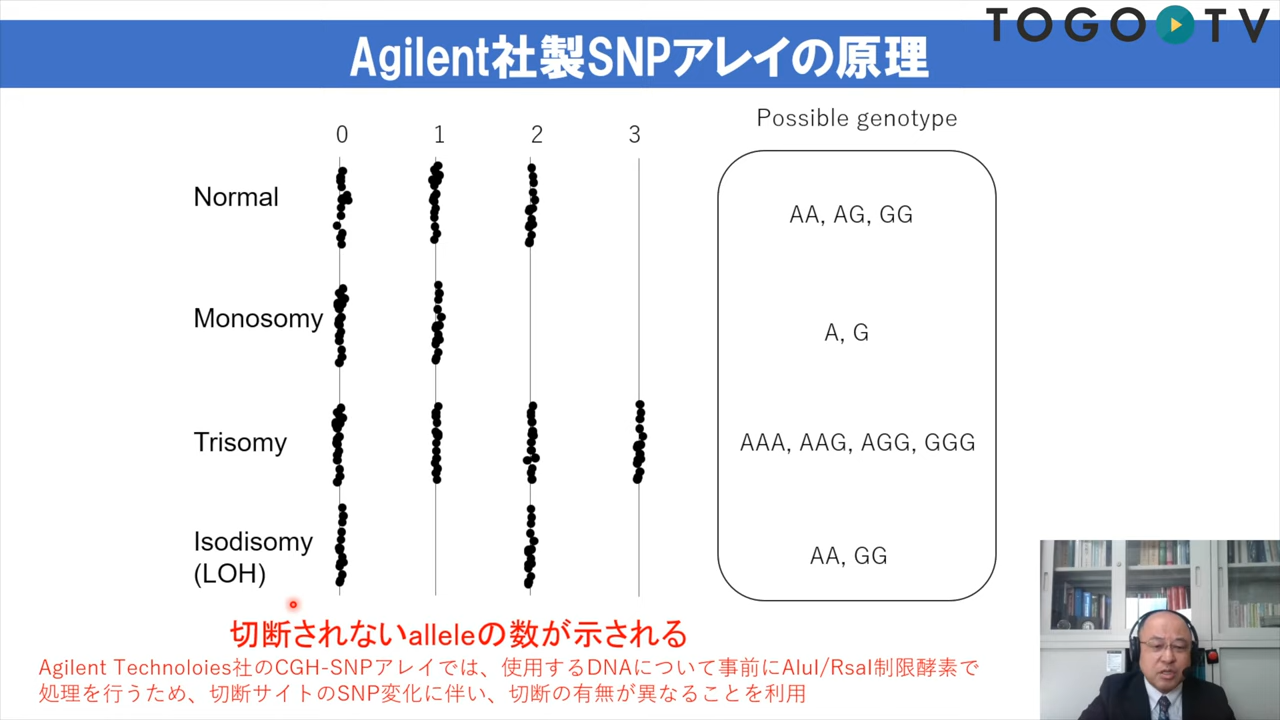 TOGO TV
Agilent社製SNPアレイの原理
Possible genotype
0 1 2 3
Normal
AA, AG, GG
Monosomy
A, G
Trisomy
AAA, AAG, AGG, GGG
Isodisomy
(LOH)
AA, GG
切断されないalleleの数が示される
Agilent Technoloies社のCGH-SNPアレイでは、使用するDNAについて事前にAluI/RsaI制限酵素で
処理を行うため、切断サイトのSNP変化に伴い、切断の有無が異なることを利用